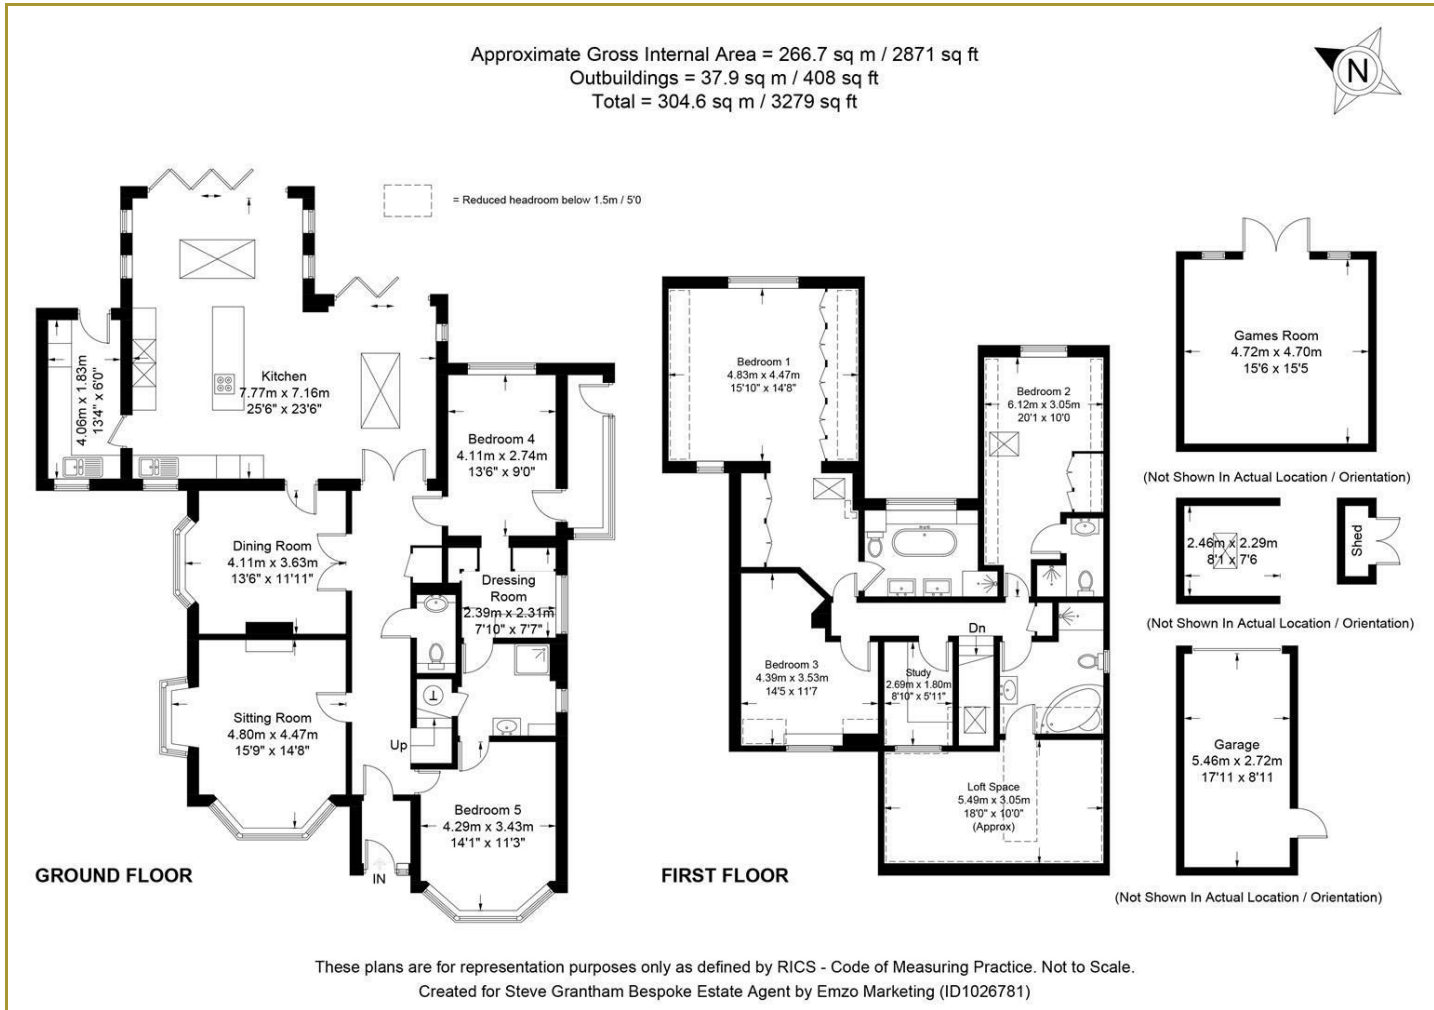 Approximate Gross Internal Area = 266.7 sq m / 2871 sq ft
Outbuildings = 37.9 sq m / 408 sq ft
Total = 304.6 sq m / 3279 sq ft
N
= Reduced headroom below 1.5m / 5'0
Kitchen
7.77m x 7.16m
25'6" x 23'6"
4.06m x 1.83m
13'4" x 6'0"
Bedroom 4
4.11m x 2.74m
13'6" x 9'0"
Dining Room
4.11m x 3.63m
13'6" x 11'11"
Dressing
Room
2.39m x 2.31m
7'10" x 7'7"
Sitting Room
4.80m x 4.47m
15'9" x 14'8"
T
Up
Bedroom 5
4.29m x 3.43m
14'1" x 11'3"
IN
GROUND FLOOR
Bedroom 1
4.83m x 4.47m
15'10" x 14'8"
Bedroom 2
6.12m x 3.05m
20'1 x 10'0
Dn
Bedroom 3
4.39m x 3.53m
14'5 x 11'7
Study
2.69m x 1.80m
8'10" x 5'11"
Loft Space
5.49m x 3.05m
18'0" x 10'0"
(Approx)
FIRST FLOOR
Games Room
4.72m x 4.70m
15'6 x 15'5
(Not Shown In Actual Location / Orientation)
2.46m x 2.29m
8'1 x 7'6
Shed
(Not Shown In Actual Location / Orientation)
Garage
5.46m x 2.72m
17'11 x 8'11
(Not Shown In Actual Location / Orientation)
These plans are for representation purposes only as defined by RICS - Code of Measuring Practice. Not to Scale.
Created for Steve Grantham Bespoke Estate Agent by Emzo Marketing (ID1026781)